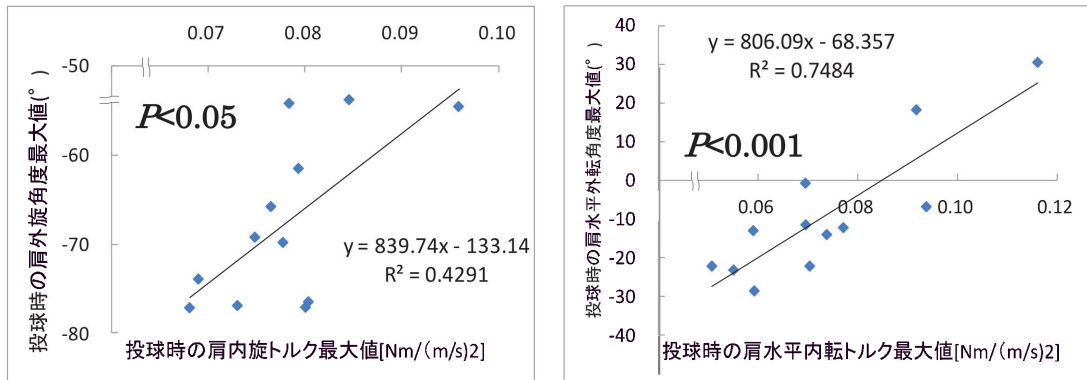 0.07 0.08 0.09 0.10
-50
-60
-70
-80
投球時の肩外旋角度最大値(°)
P<0.05
y = 839.74x - 133.14
R² = 0.4291
投球時の肩内旋トルク最大値[Nm/(m/s)2]
40
30
20
10
0
-10
-20
-30
40
投球時の肩水平外転角度最大値(°)
y = 806.09x - 68.357
R² = 0.7484
P<0.001
0.06 0.08 0.10 0.12
投球時の肩水平内転トルク最大値[Nm/(m/s)2]